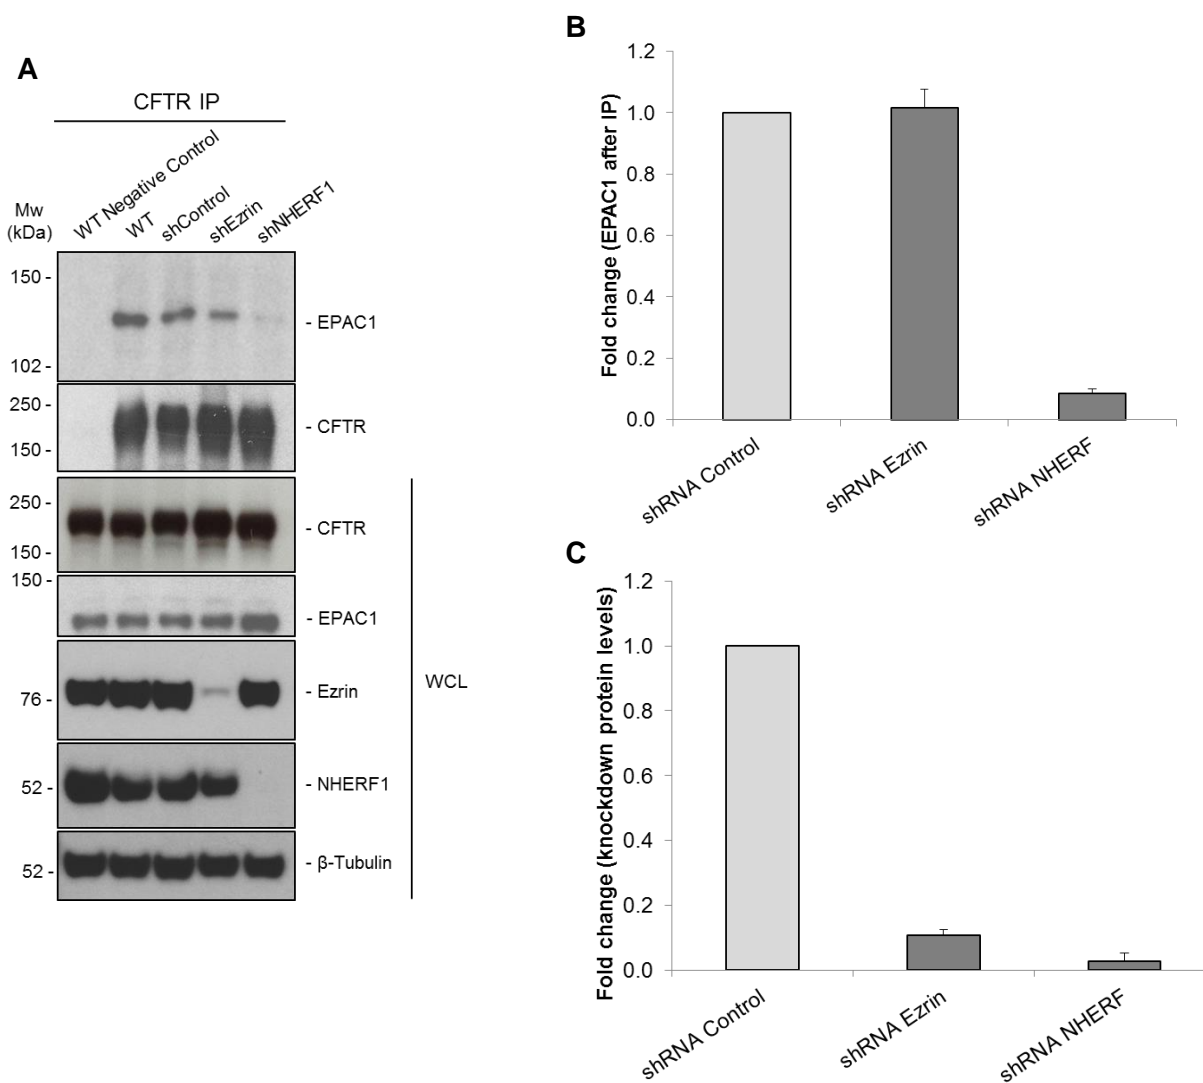 A
CFTR IP
Mw
(kDa)
WT Negative Control
WT
shControl
shEzrin
shNHERF1
150 -
- EPAC1
102 -
250 -
- CFTR
150 -
250 -
- CFTR
150 -
150 -
- EPAC1
76 -
- Ezrin
52 -
- NHERF1
52 -
- β-Tubulin
WCL
B
Fold change (EPAC1 after IP)
1.2
1.0
0.8
0.6
0.4
0.2
0.0
shRNA Control
shRNA Ezrin
shRNA NHERF
C
Fold change (knockdown protein levels)
1.2
1.0
0.8
0.6
0.4
0.2
0.0
shRNA Control
shRNA Ezrin
shRNA NHERF